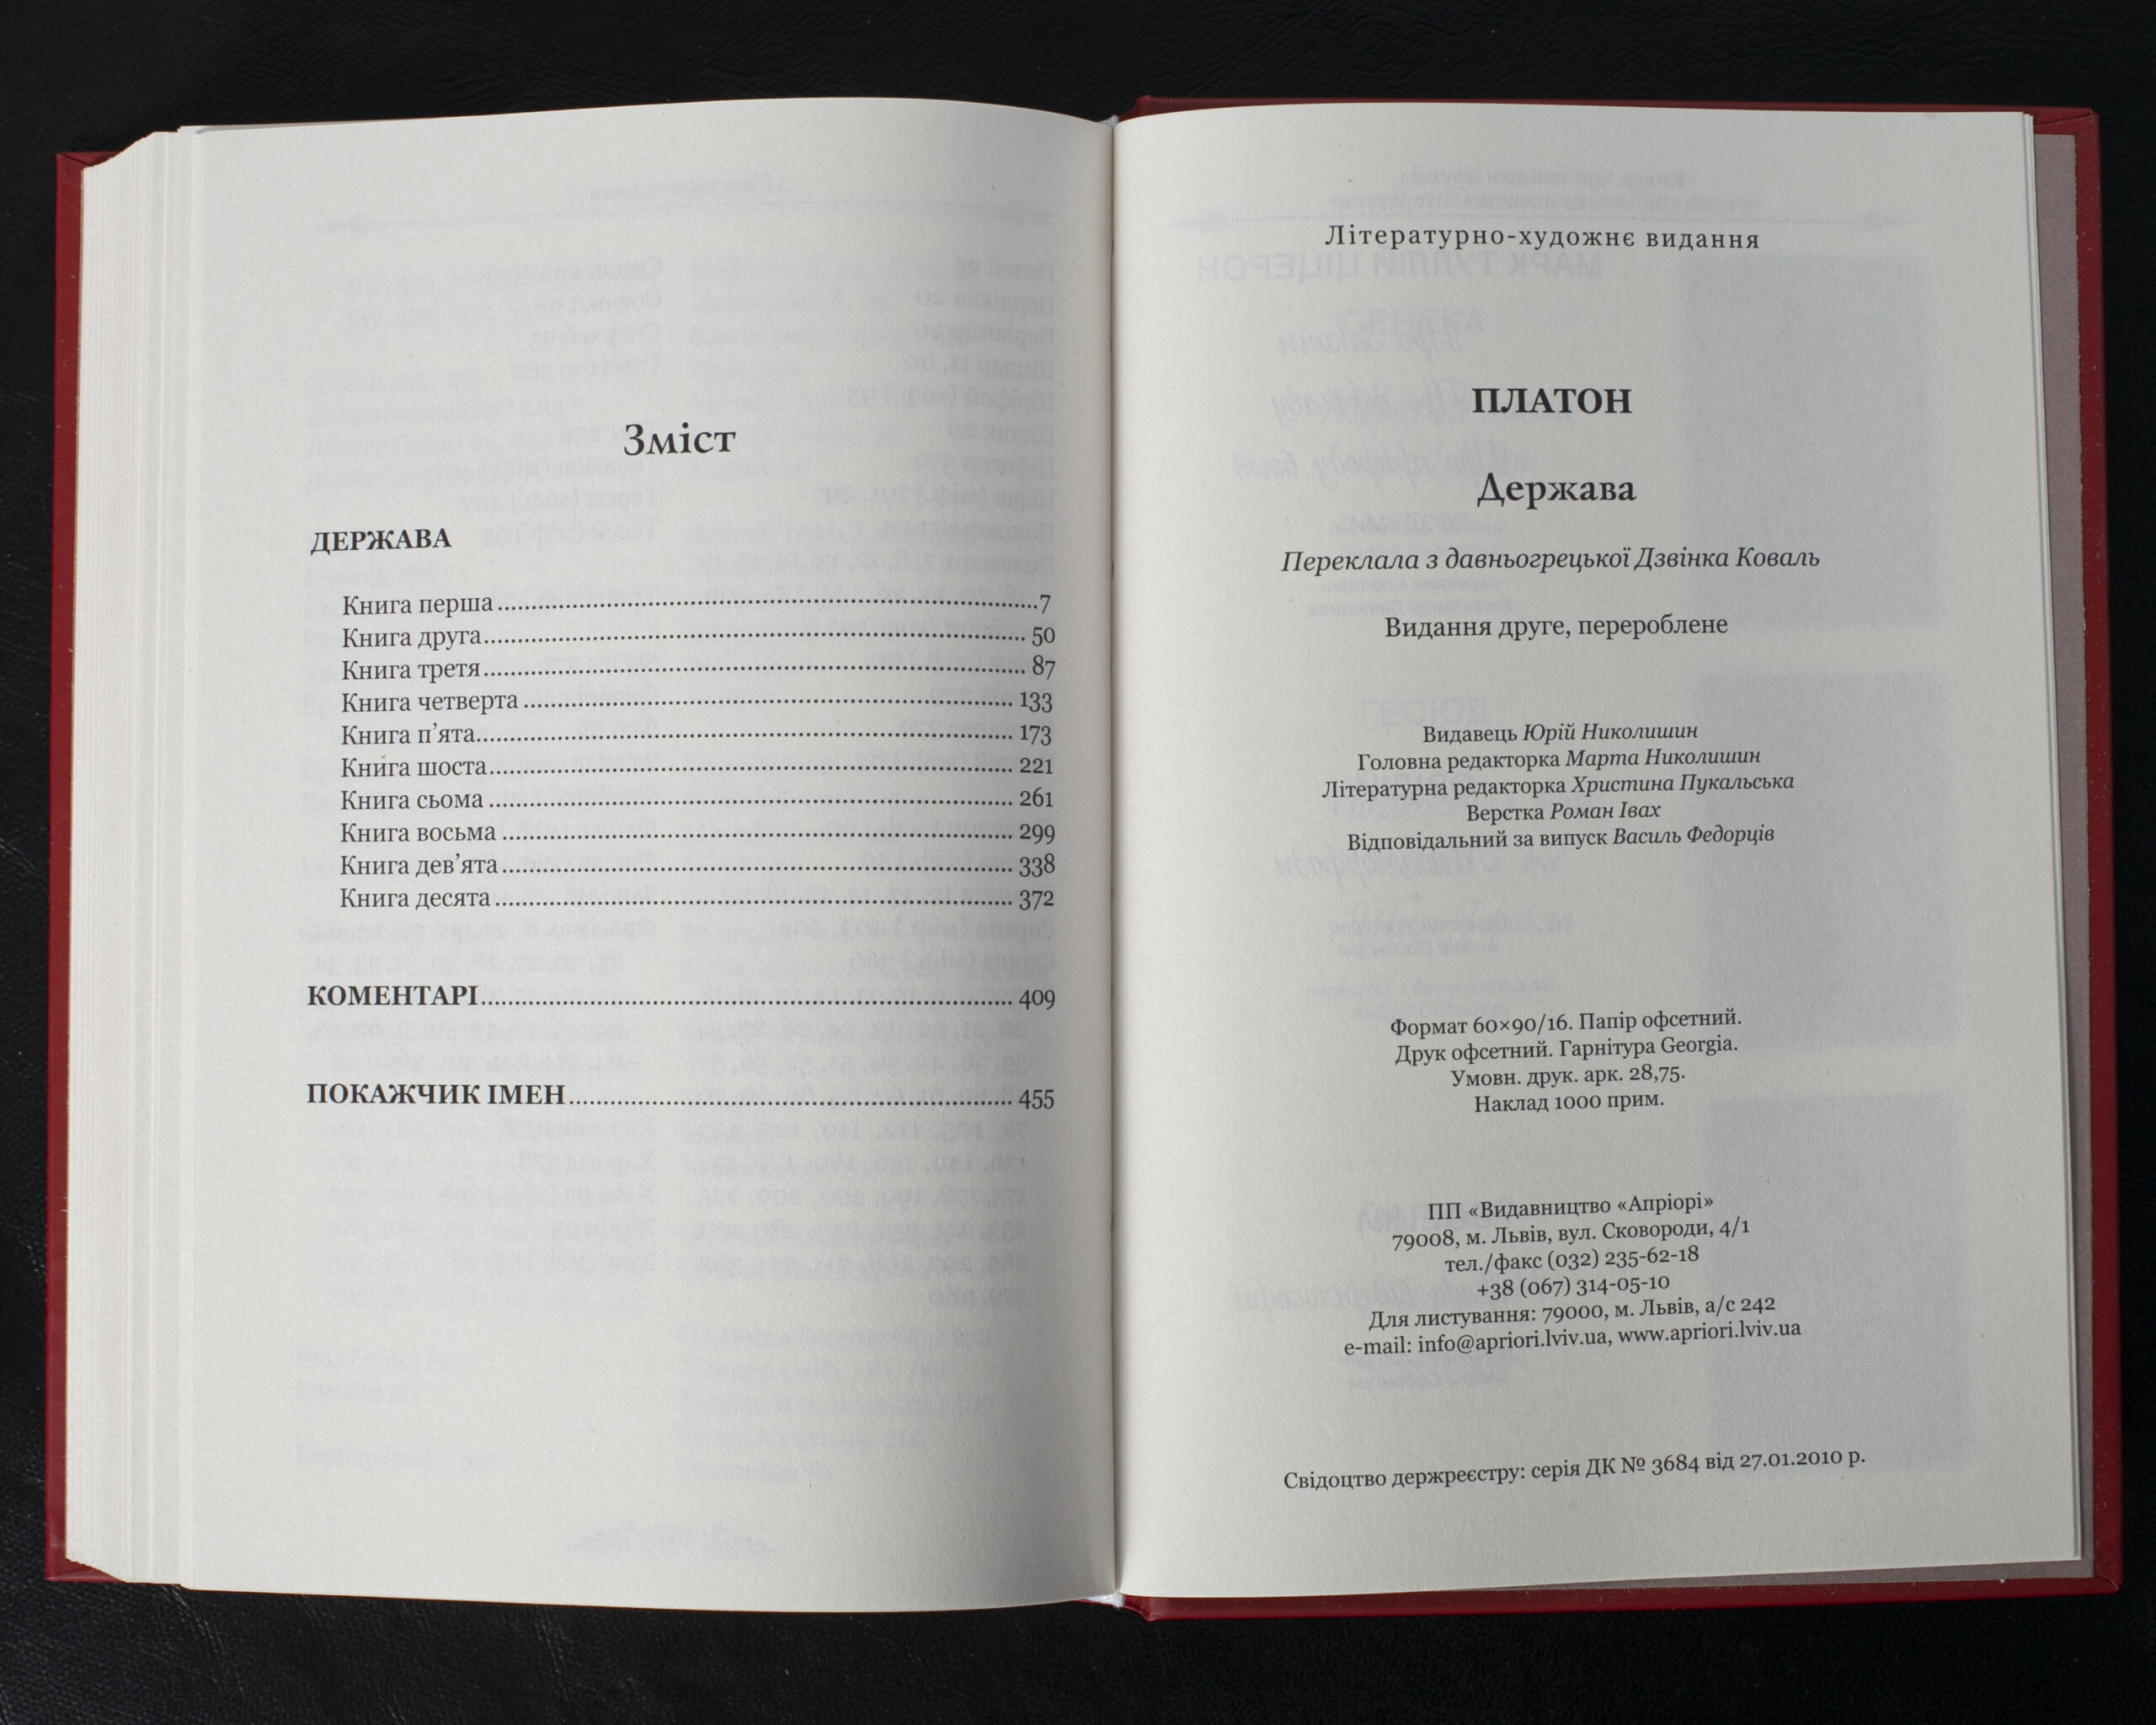 Зміст
ДЕРЖАВА
Книга перша 7
Книга друга 50
Книга третя 87
Книга четверта 133
Книга п’ята 173
Книга шоста 221
Книга сьома 261
Книга восьма 299
Книга дев’ята 338
Книга десята 372
КОМЕНТАРІ 409
ПОКАЖЧИК ІМЕН 455
Літературно-художнє видання
ПЛАТОН
Держава
Переклала з давньогрецької Дзвінка Коваль
Видання друге, перероблене
Видавець Юрій Николишин
Головна редакторка Марта Николишин
Літературна редакторка Христина Пукальська
Верстка Роман Івах
Відповідальний за випуск Василь Федорців
Формат 60×90/16. Папір офсетний.
Друк офсетний. Гарнітура Georgia.
Умовн. друк. арк. 28,75.
Наклад 1000 прим.
ПП «Видавництво «Апріорі»
79008, м. Львів, вул. Сковороди, 4/1
тел./факс (032) 235-62-18
+38 (067) 314-05-10
Для листування: 79000, м. Львів, а/с 242
e-mail: info@apriori.lviv.ua, www.apriori.lviv.ua
Свідоцтво держреєстру: серія ДК № 3684 від 27.01.2010 р.